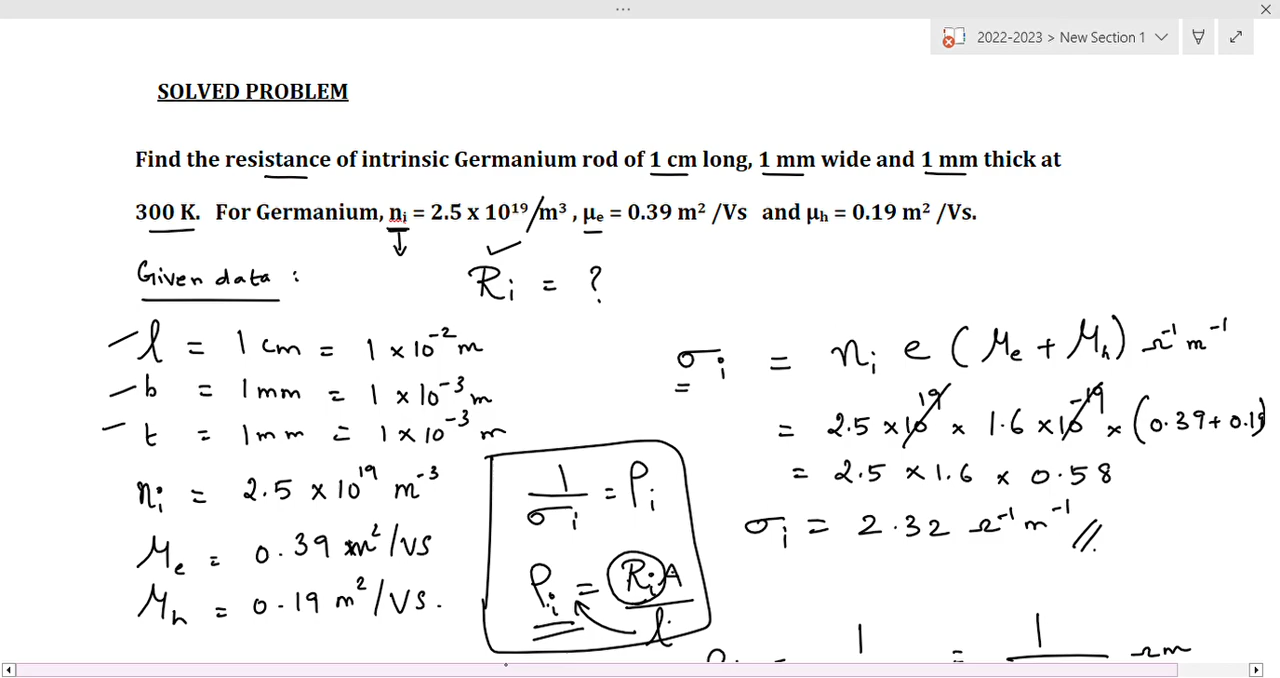 2022-2023 > New Section 1
SOLVED PROBLEM
Find the resistance of intrinsic Germanium rod of 1 cm long, 1 mm wide and 1 mm thick at
300 K. For Germanium, nᵢ = 2.5 x 10¹⁹/m³ , μₑ = 0.39 m² /Vs and μₕ = 0.19 m² /Vs.
Given data :
Rᵢ = ?
l = 1 cm = 1 × 10⁻² m
b = 1mm = 1 × 10⁻³ m
t = 1mm = 1 × 10⁻³ m
nᵢ = 2.5 × 10¹⁹ m⁻³
μₑ = 0.39 m²/Vs
μₕ = 0.19 m²/Vs.
1/σᵢ = ρᵢ
ρᵢ = RᵢA/l
σᵢ = nᵢ e (μₑ + μₕ) Ω⁻¹ m⁻¹
= 2.5 × 10¹⁹ × 1.6 × 10⁻¹⁹ × (0.39 + 0.19)
= 2.5 × 1.6 × 0.58
σᵢ = 2.32 Ω⁻¹ m⁻¹ //.
= 1 = 1 Ωm